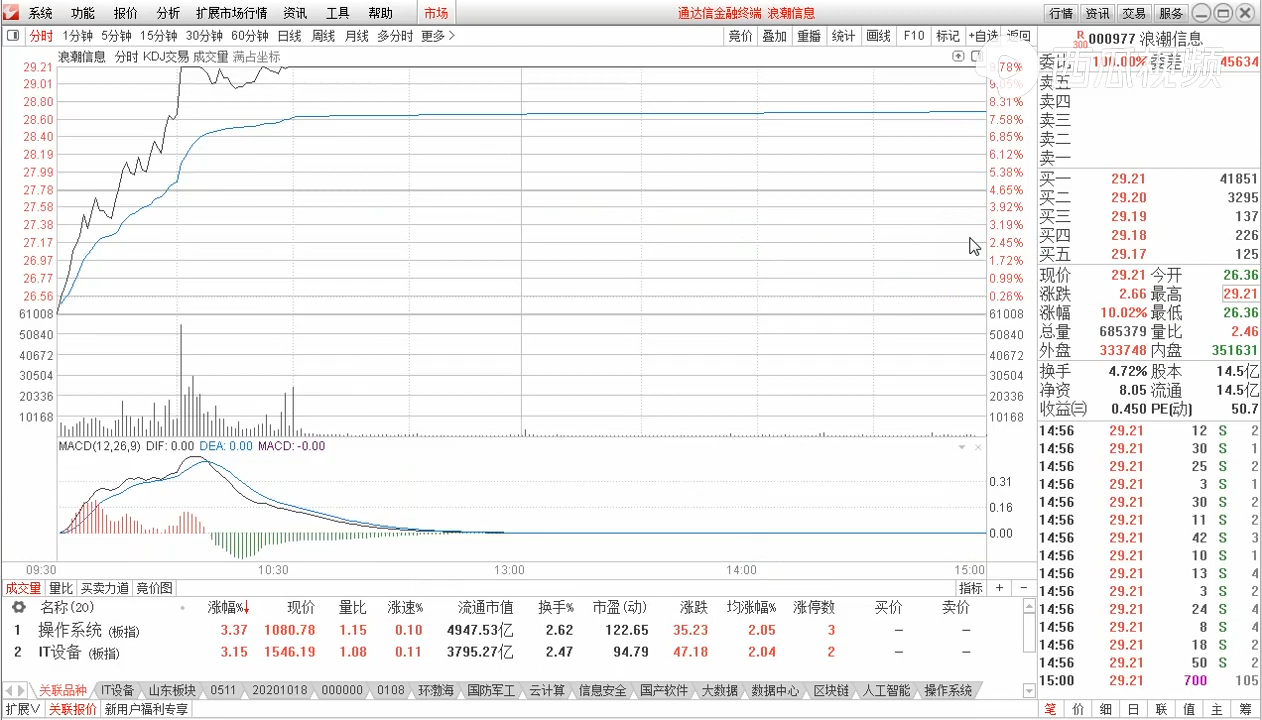 系统 功能 报价 分析 扩展市场行情 资讯 工具 帮助 市场 通达信金融终端 浪潮信息 行情 资讯 交易 服务
分时 1分钟 5分钟 15分钟 30分钟 60分钟 日线 周线 月线 多分时 更多 竞价 叠加 重播 统计 画线 F10 标记 +自选 返回
R 300 000977 浪潮信息
浪潮信息 分时 KDJ交易 成交量 满占坐标
西瓜视频
委比 100.00% 委差 45634
卖五
卖四
卖三
卖二
卖一
买一 29.21 41851
买二 29.20 3295
买三 29.19 137
买四 29.18 226
买五 29.17 125
现价 29.21 今开 26.36
涨跌 2.66 最高 29.21
涨幅 10.02% 最低 26.36
总量 685379 量比 2.46
外盘 333748 内盘 351631
换手 4.72% 股本 14.5亿
净资 8.05 流通 14.5亿
收益㈢ 0.450 PE(动) 50.7
29.21 9.78%
29.01 9.05%
28.80 8.31%
28.60 7.58%
28.40 6.85%
28.19 6.12%
27.99 5.38%
27.78 4.65%
27.58 3.92%
27.38 3.19%
27.17 2.45%
26.97 1.72%
26.77 0.99%
26.56 0.26%
61008 61008
50840 50840
40672 40672
30504 30504
20336 20336
10168 10168
MACD(12,26,9) DIF: 0.00 DEA: 0.00 MACD: -0.00
0.31
0.16
0.00
09:30 10:30 13:00 14:00 15:00
14:56 29.21 12 S 2
14:56 29.21 30 S 1
14:56 29.21 25 S 2
14:56 29.21 3 S 1
14:56 29.21 30 S 2
14:56 29.21 11 S 2
14:56 29.21 42 S 3
14:56 29.21 10 S 1
14:56 29.21 13 S 4
14:56 29.21 3 S 2
14:56 29.21 24 S 4
14:56 29.21 8 S 4
14:56 29.21 18 S 2
14:56 29.21 50 S 2
15:00 29.21 700 105
成交量 量比 买卖力道 竞价图 指标 + −
名称(20) 涨幅%↓ 现价 量比 涨速% 流通市值 换手% 市盈(动) 涨跌 均涨幅% 涨停数 买价 卖价
1 操作系统 (板指) 3.37 1080.78 1.15 0.10 4947.53亿 2.62 122.65 35.23 2.05 3 – –
2 IT设备 (板指) 3.15 1546.19 1.08 0.11 3795.27亿 2.47 94.79 47.18 2.04 2 – –
关联品种 IT设备 山东板块 0511 20201018 000000 0108 环渤海 国防军工 云计算 信息安全 国产软件 大数据 数据中心 区块链 人工智能 操作系统
扩展∨ 关联报价 新用户福利专享 笔 价 细 日 联 值 主 筹